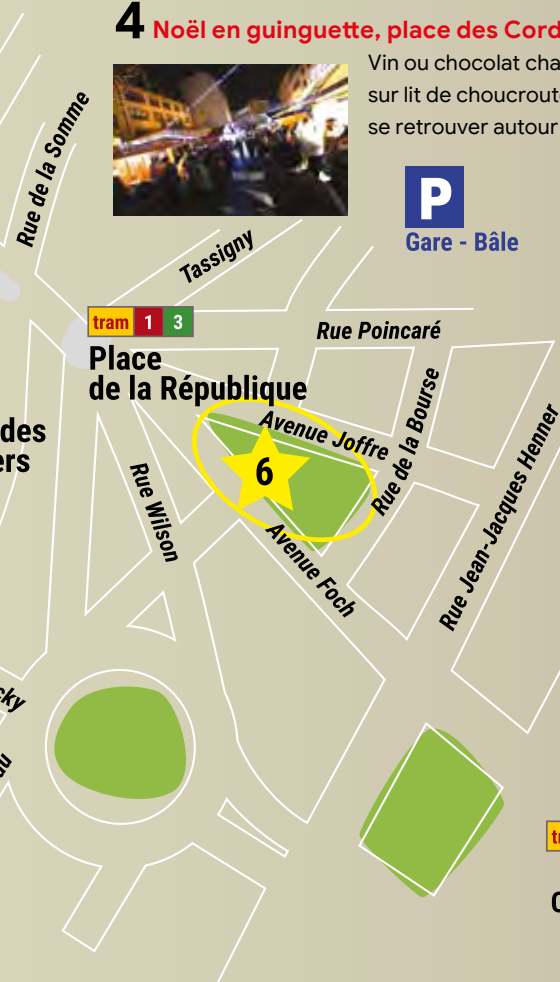 4 Noël en guinguette, place des Cord
Vin ou chocolat cha
sur lit de choucrout
se retrouver autour
Rue de la Somme
P
Gare - Bâle
Tassigny
tram 1 3
Rue Poincaré
Place
de la République
des
ers
Avenue Joffre
Rue de la Bourse
6
Rue Jean-Jacques Henner
Rue Wilson
Avenue Foch
cky
au